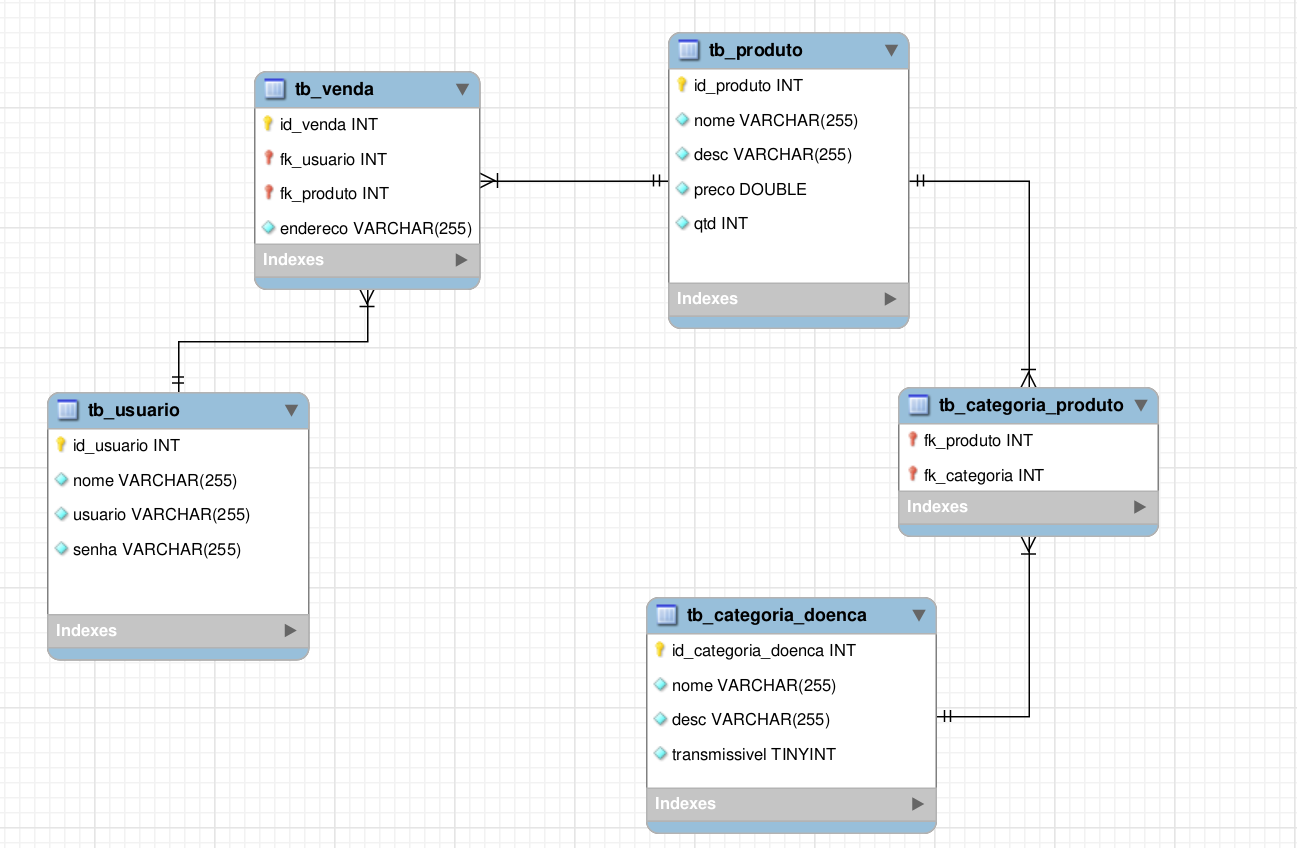 tb_venda
id_venda INT
fk_usuario INT
fk_produto INT
endereco VARCHAR(255)
Indexes
tb_produto
id_produto INT
nome VARCHAR(255)
desc VARCHAR(255)
preco DOUBLE
qtd INT
Indexes
tb_usuario
id_usuario INT
nome VARCHAR(255)
usuario VARCHAR(255)
senha VARCHAR(255)
Indexes
tb_categoria_produto
fk_produto INT
fk_categoria INT
Indexes
tb_categoria_doenca
id_categoria_doenca INT
nome VARCHAR(255)
desc VARCHAR(255)
transmissivel TINYINT
Indexes